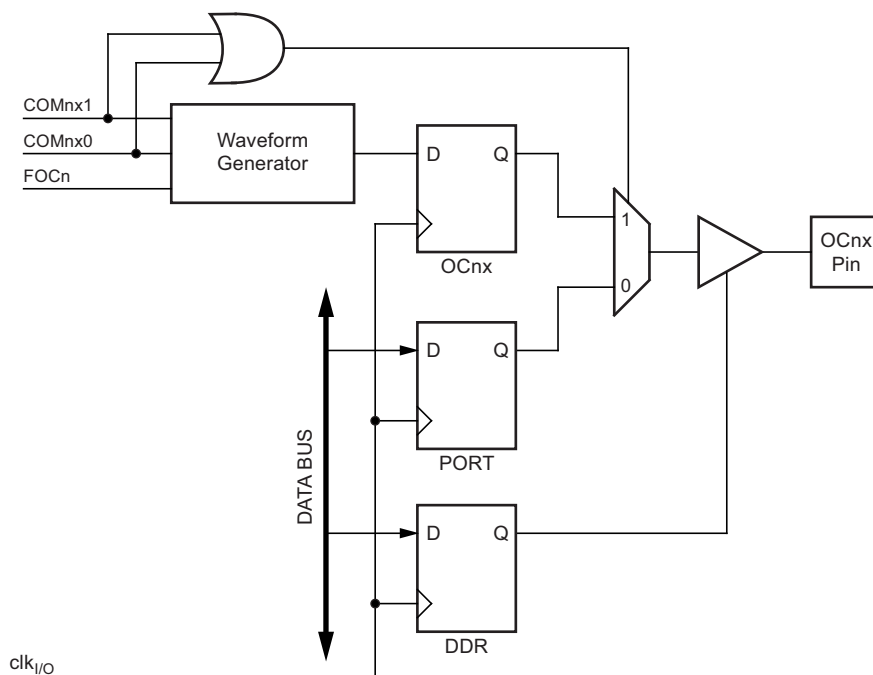 COMnx1
COMnx0
FOCn
Waveform
Generator
D
Q
OCnx
1
0
OCnx
Pin
D
Q
PORT
DATA BUS
D
Q
DDR
clkI/O